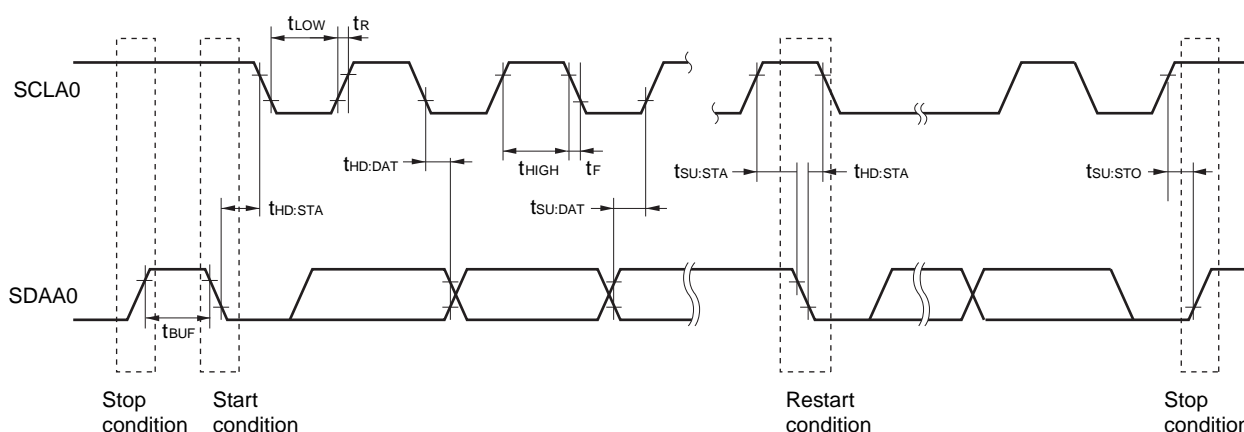 tLOW tR
SCLA0
tHD:DAT tHIGH tF tSU:STA tHD:STA tSU:STO
tHD:STA tSU:DAT
SDAA0
tBUF
Stop
condition
Start
condition
Restart
condition
Stop
condition